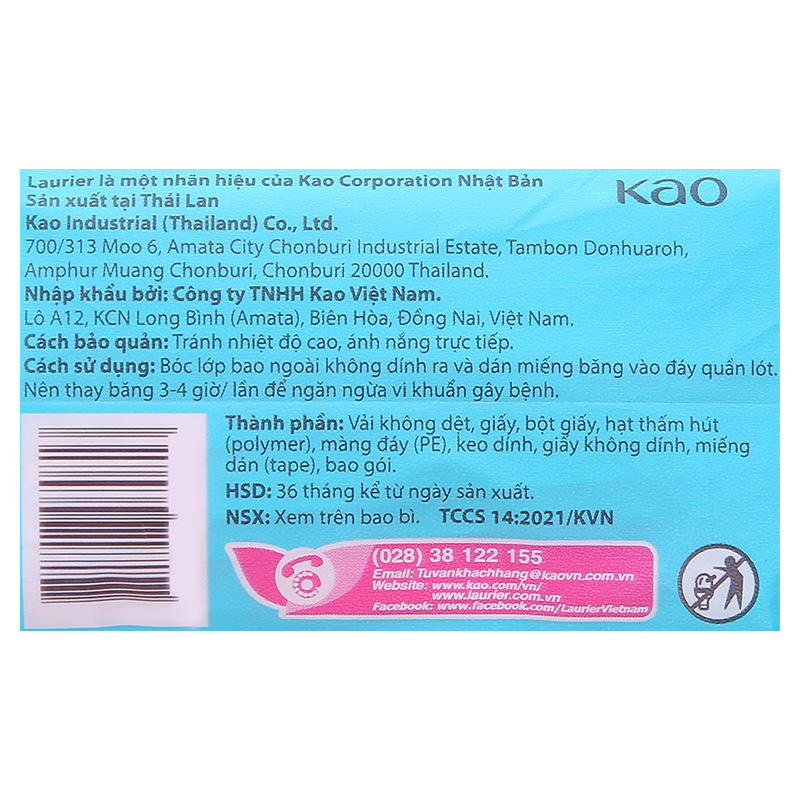 Laurier là một nhãn hiệu của Kao Corporation Nhật Bản
Kao
Sản xuất tại Thái Lan
Kao Industrial (Thailand) Co., Ltd.
700/313 Moo 6, Amata City Chonburi Industrial Estate, Tambon Donhuaroh,
Amphur Muang Chonburi, Chonburi 20000 Thailand.
Nhập khẩu bởi: Công ty TNHH Kao Việt Nam.
Lô A12, KCN Long Bình (Amata), Biên Hòa, Đồng Nai, Việt Nam.
Cách bảo quản: Tránh nhiệt độ cao, ánh nắng trực tiếp.
Cách sử dụng: Bóc lớp bao ngoài không dính ra và dán miếng băng vào đáy quần lót.
Nên thay băng 3-4 giờ/ lần để ngăn ngừa vi khuẩn gây bệnh.
Thành phần: Vải không dệt, giấy, bột giấy, hạt thấm hút
(polymer), màng đáy (PE), keo dính, giấy không dính, miếng
dán (tape), bao gói.
HSD: 36 tháng kể từ ngày sản xuất.
NSX: Xem trên bao bì. TCCS 14:2021/KVN
(028) 38 122 155
Email: Tuvankhachhang@kaovn.com.vn
Website: www.kao.com/vn/
www.laurier.com.vn
Facebook: www.facebook.com/LaurierVietnam